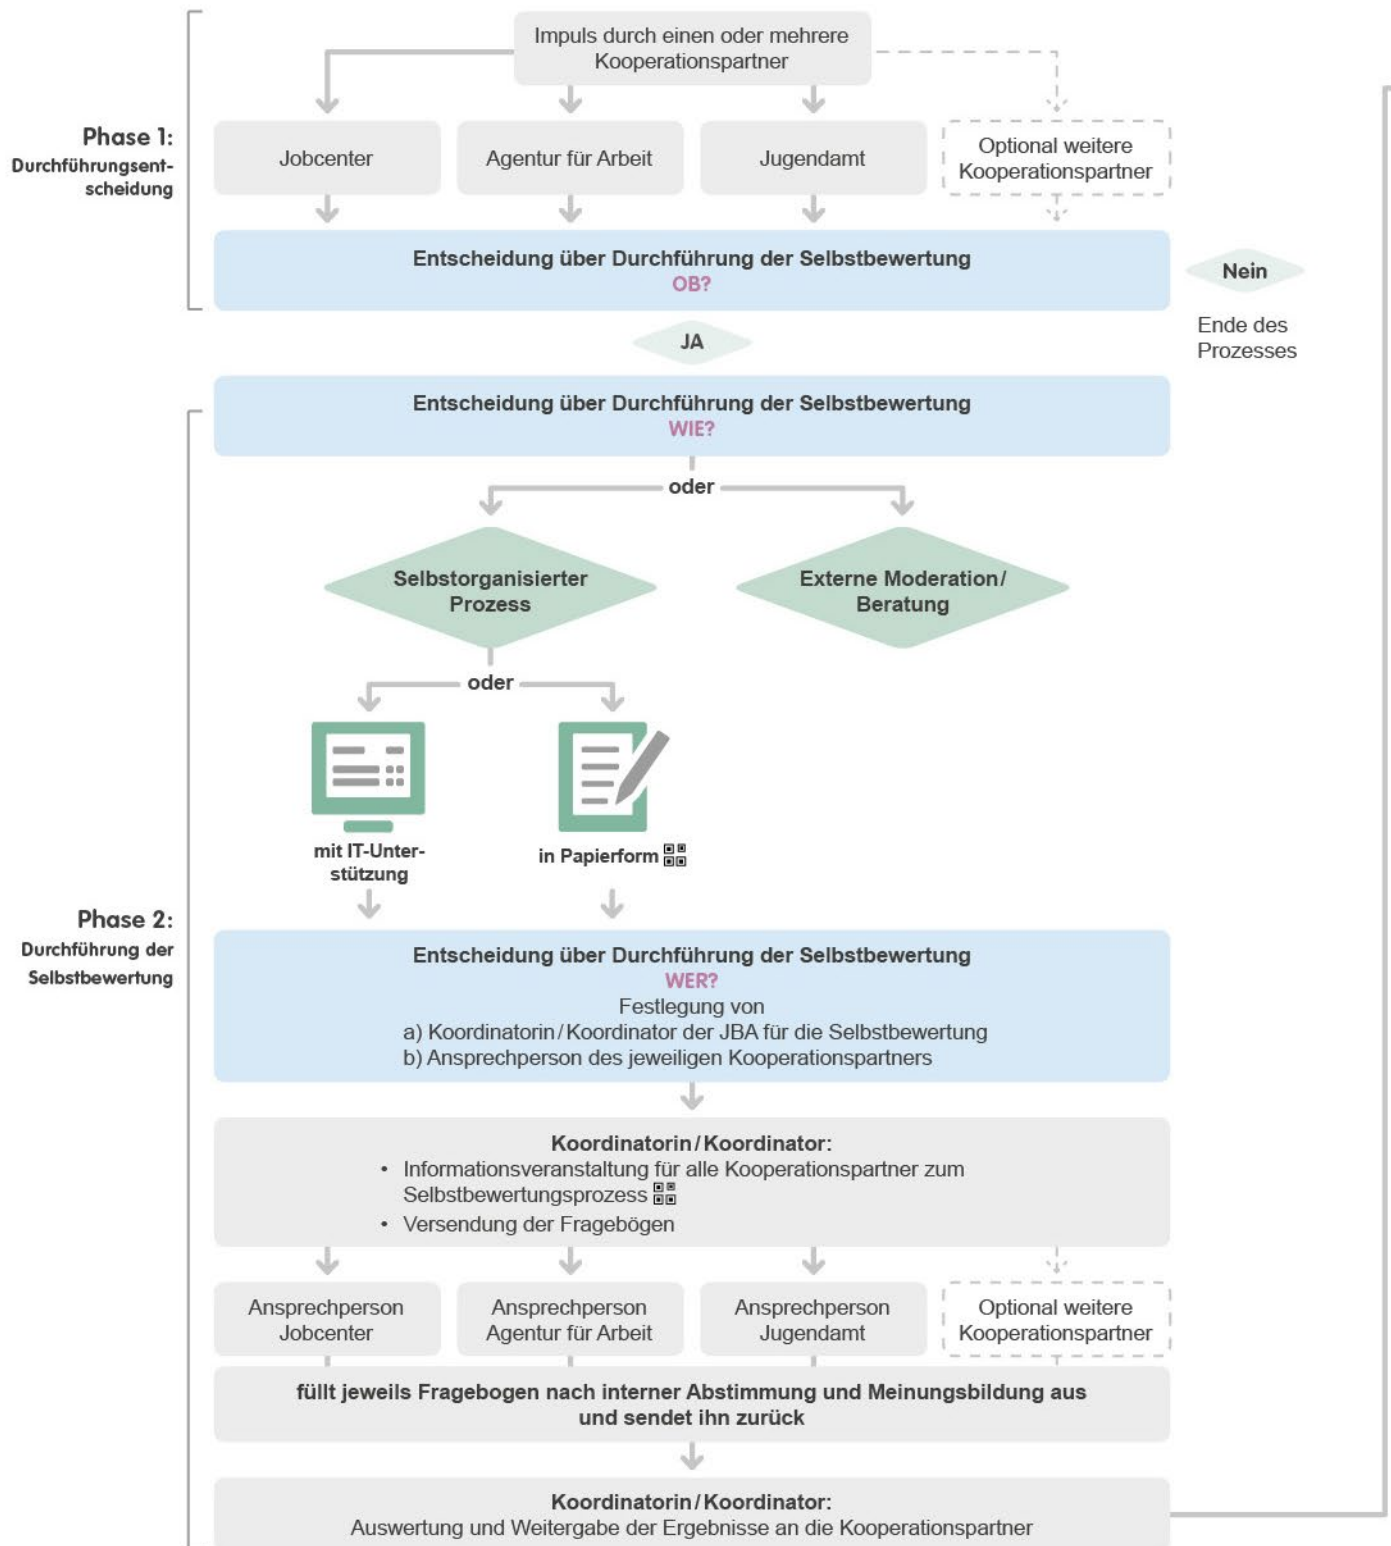 Impuls durch einen oder mehrere
Kooperationspartner
Phase 1:
Durchführungsent-
scheidung
Jobcenter
Agentur für Arbeit
Jugendamt
Optional weitere
Kooperationspartner
Entscheidung über Durchführung der Selbstbewertung
OB?
Nein
Ende des
Prozesses
JA
Entscheidung über Durchführung der Selbstbewertung
WIE?
oder
Selbstorganisierter
Prozess
Externe Moderation/
Beratung
oder
mit IT-Unter-
stützung
in Papierform
Phase 2:
Durchführung der
Selbstbewertung
Entscheidung über Durchführung der Selbstbewertung
WER?
Festlegung von
a) Koordinatorin/Koordinator der JBA für die Selbstbewertung
b) Ansprechperson des jeweiligen Kooperationspartners
Koordinatorin/Koordinator:
• Informationsveranstaltung für alle Kooperationspartner zum
Selbstbewertungsprozess
• Versendung der Fragebögen
Ansprechperson
Jobcenter
Ansprechperson
Agentur für Arbeit
Ansprechperson
Jugendamt
Optional weitere
Kooperationspartner
füllt jeweils Fragebogen nach interner Abstimmung und Meinungsbildung aus
und sendet ihn zurück
Koordinatorin/Koordinator:
Auswertung und Weitergabe der Ergebnisse an die Kooperationspartner